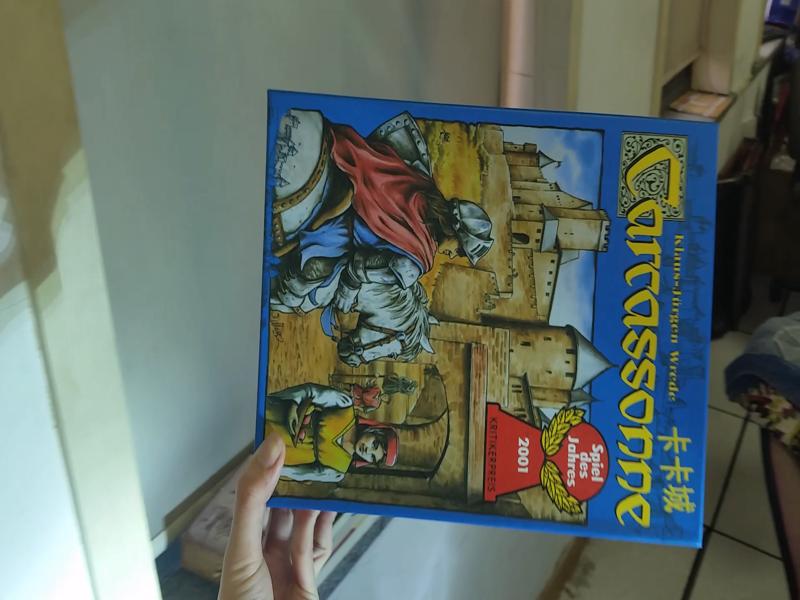 Klaus-Jürgen Wrede
卡卡城
Carcassonne
Spiel
des
Jahres
2001
KRITIKERPREIS